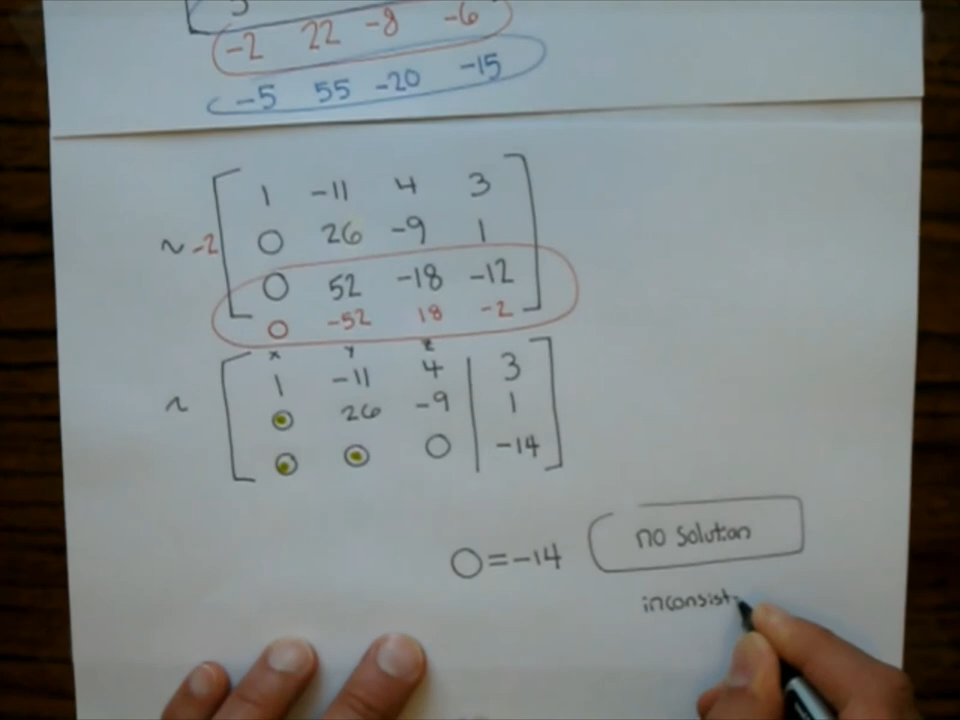 -2 22 -8 -6
-5 55 -20 -15
1 -11 4 3
~ -2 0 26 -9 1
0 52 -18 -12
0 -52 18 -2
x y z
1 -11 4 | 3
~ 0 26 -9 | 1
0 0 0 | -14
0 = -14 no solution
inconsist